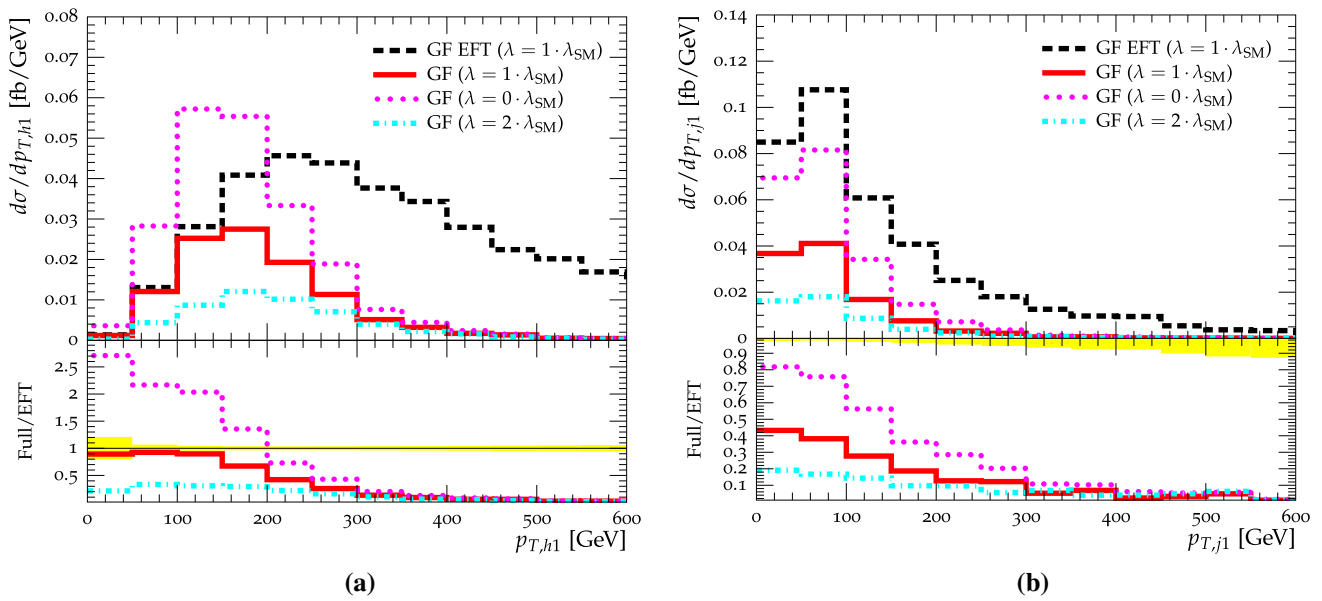 0.08
0.07
0.06
0.05
0.04
0.03
0.02
0.01
0
dσ/dp_{T,h1} [fb/GeV]
GF EFT (λ = 1 · λ_SM)
GF (λ = 1 · λ_SM)
GF (λ = 0 · λ_SM)
GF (λ = 2 · λ_SM)
2.5
2
1.5
1
0.5
Full/EFT
0 100 200 300 400 500 600
p_{T,h1} [GeV]
(a)
0.14
0.12
0.1
0.08
0.06
0.04
0.02
0
dσ/dp_{T,j1} [fb/GeV]
GF EFT (λ = 1 · λ_SM)
GF (λ = 1 · λ_SM)
GF (λ = 0 · λ_SM)
GF (λ = 2 · λ_SM)
0.9
0.8
0.7
0.6
0.5
0.4
0.3
0.2
0.1
Full/EFT
0 100 200 300 400 500 600
p_{T,j1} [GeV]
(b)